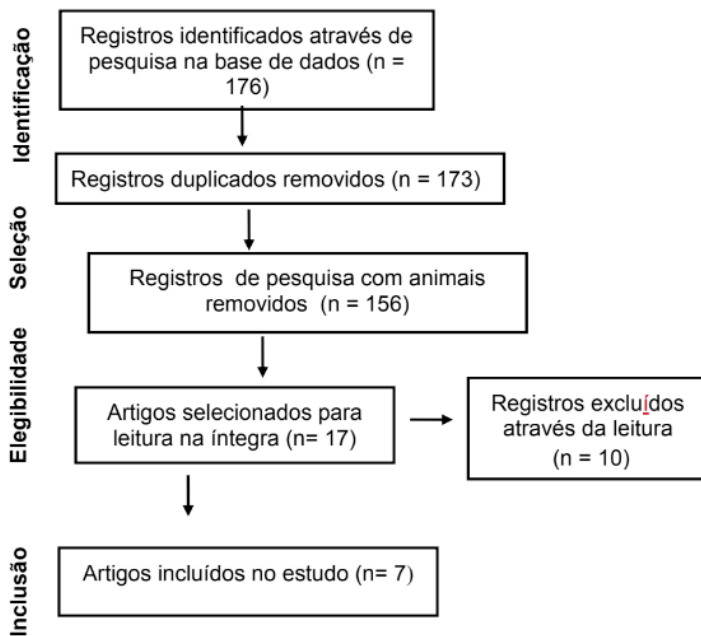 Identificação
Registros identificados através de
pesquisa na base de dados (n =
176)
Registros duplicados removidos (n = 173)
Seleção
Registros de pesquisa com animais
removidos (n = 156)
Elegibilidade
Artigos selecionados para
leitura na íntegra (n= 17)
Registros excluídos
através da leitura
(n = 10)
Inclusão
Artigos incluídos no estudo (n= 7)